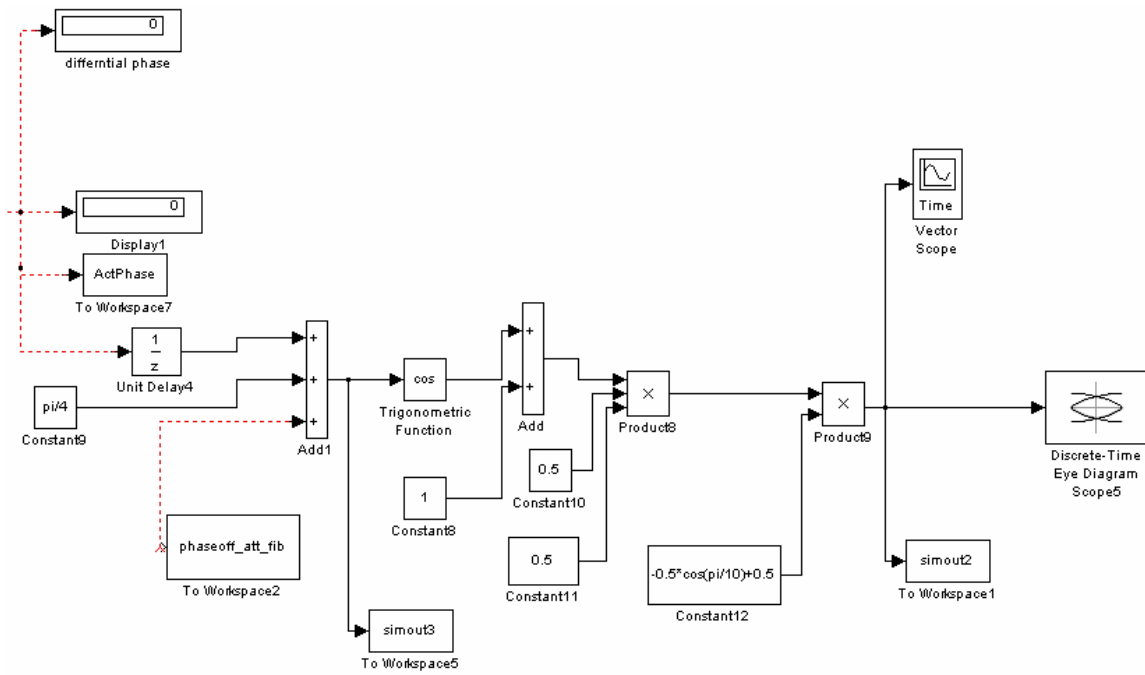 0
differntial phase
0
Display1
ActPhase
To Workspace7
1
z
Unit Delay4
pi/4
Constant9
+
+
+
Add1
phaseoff_att_fib
To Workspace2
simout3
To Workspace5
cos
Trigonometric
Function
1
Constant8
+
+
Add
0.5
Constant10
0.5
Constant11
×
Product8
-0.5*cos(pi/10)+0.5
Constant12
×
Product9
Time
Vector
Scope
Discrete-Time
Eye Diagram
Scope5
simout2
To Workspace1